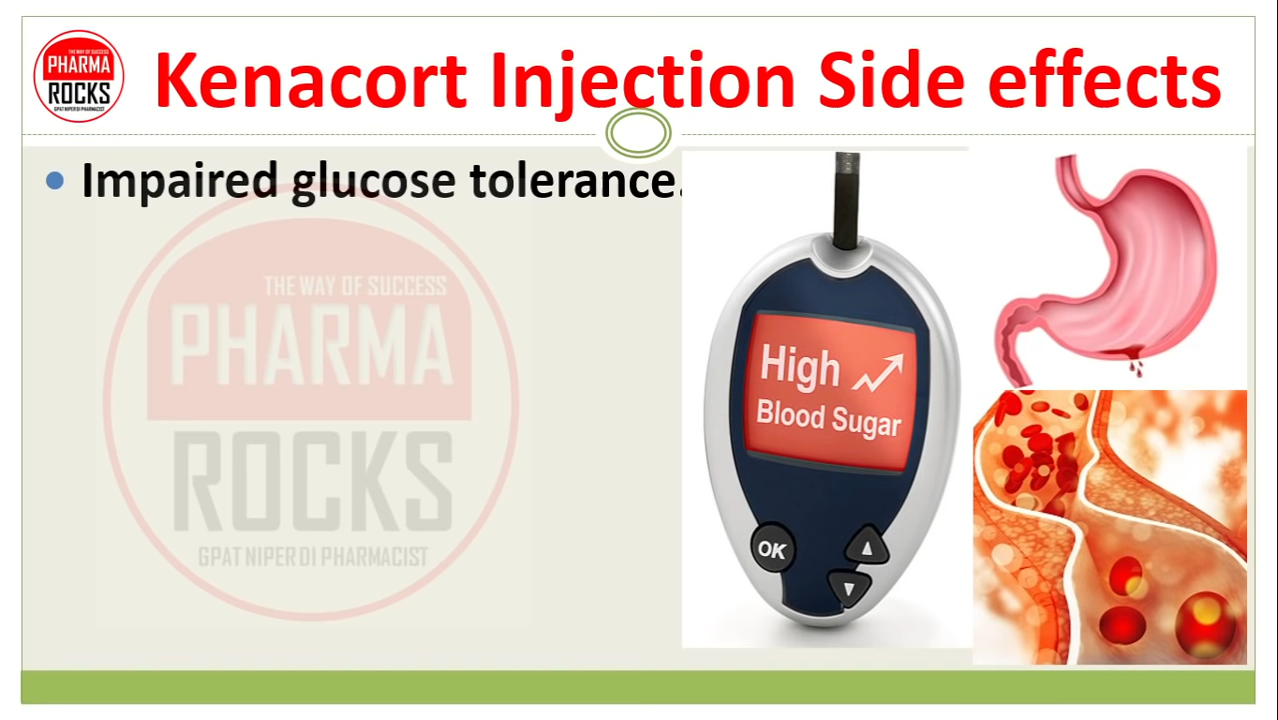 THE WAY OF SUCCESS
PHARMA
ROCKS
GPAT NIPER DI PHARMACIST
Kenacort Injection Side effects
• Impaired glucose tolerance.
THE WAY OF SUCCESS
PHARMA
ROCKS
GPAT NIPER DI PHARMACIST
High
Blood Sugar
OK